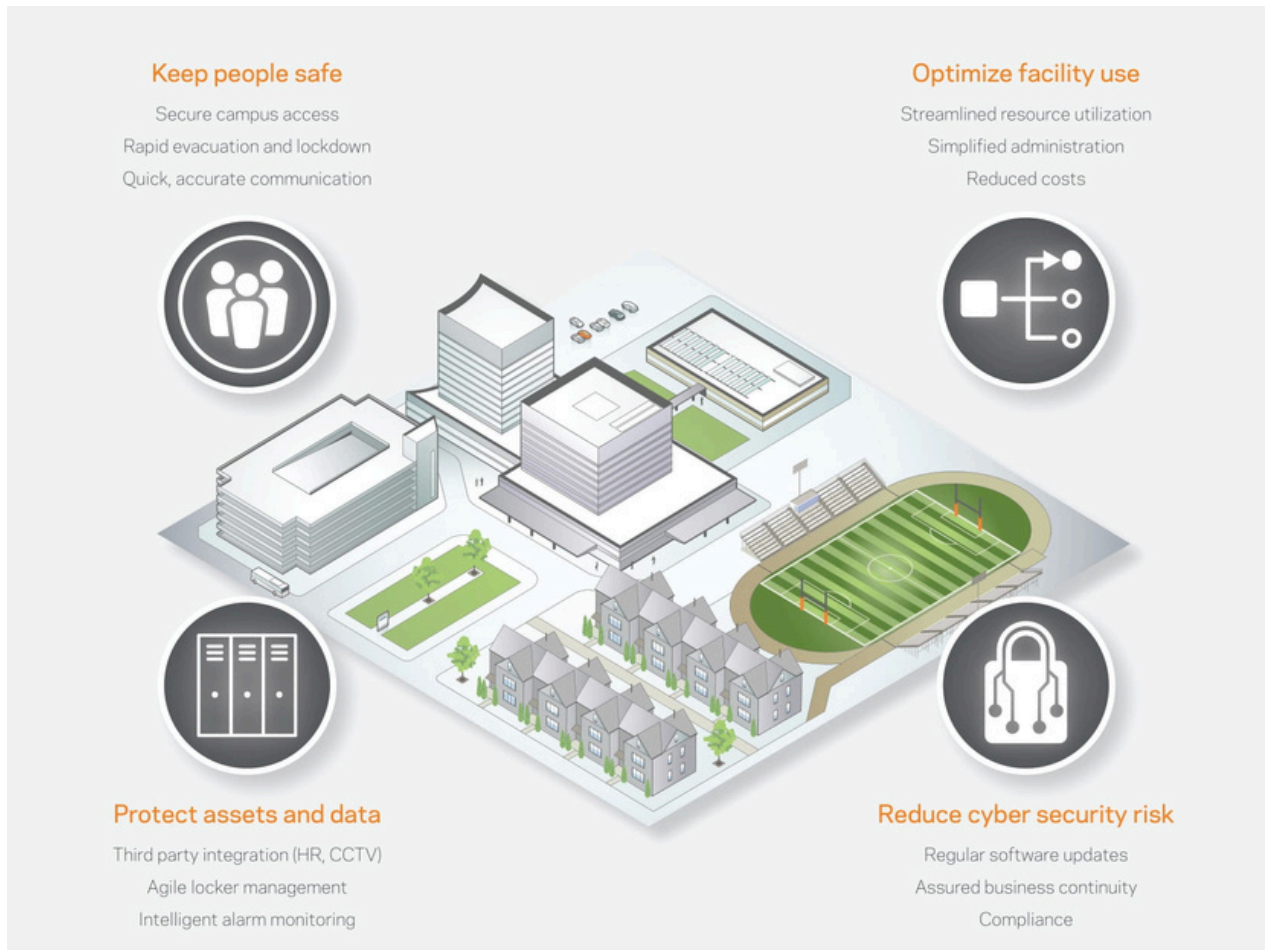 Keep people safe
Secure campus access
Rapid evacuation and lockdown
Quick, accurate communication
Optimize facility use
Streamlined resource utilization
Simplified administration
Reduced costs
Protect assets and data
Third party integration (HR, CCTV)
Agile locker management
Intelligent alarm monitoring
Reduce cyber security risk
Regular software updates
Assured business continuity
Compliance